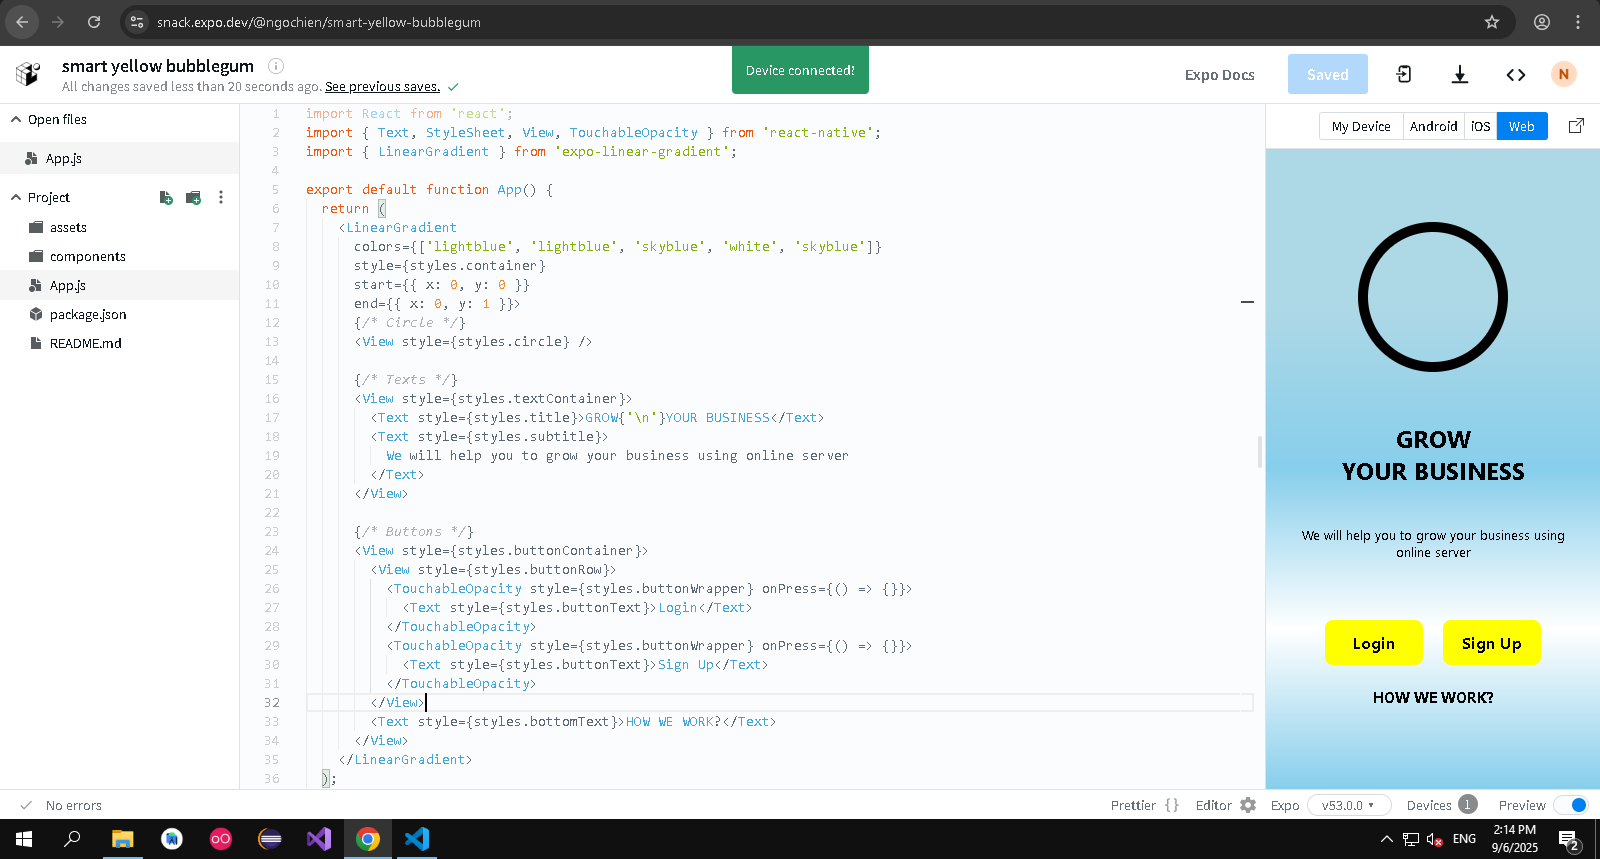 snack.expo.dev/@ngochien/smart-yellow-bubblegum
smart yellow bubblegum
All changes saved less than 20 seconds ago. See previous saves.
Device connected!
Expo Docs
Saved
N
Open files
App.js
Project
assets
components
App.js
package.json
README.md
1 import React from 'react';
2 import { Text, StyleSheet, View, TouchableOpacity } from 'react-native';
3 import { LinearGradient } from 'expo-linear-gradient';
4
5 export default function App() {
6 return (
7 <LinearGradient
8 colors={['lightblue', 'lightblue', 'skyblue', 'white', 'skyblue']}
9 style={styles.container}
10 start={{ x: 0, y: 0 }}
11 end={{ x: 0, y: 1 }}>
12 {/* Circle */}
13 <View style={styles.circle} />
14
15 {/* Texts */}
16 <View style={styles.textContainer}>
17 <Text style={styles.title}>GROW{'\n'}YOUR BUSINESS</Text>
18 <Text style={styles.subtitle}>
19 We will help you to grow your business using online server
20 </Text>
21 </View>
22
23 {/* Buttons */}
24 <View style={styles.buttonContainer}>
25 <View style={styles.buttonRow}>
26 <TouchableOpacity style={styles.buttonWrapper} onPress={() => {}}>
27 <Text style={styles.buttonText}>Login</Text>
28 </TouchableOpacity>
29 <TouchableOpacity style={styles.buttonWrapper} onPress={() => {}}>
30 <Text style={styles.buttonText}>Sign Up</Text>
31 </TouchableOpacity>
32 </View>
33 <Text style={styles.bottomText}>HOW WE WORK?</Text>
34 </View>
35 </LinearGradient>
36 );
My Device Android iOS Web
GROW
YOUR BUSINESS
We will help you to grow your business using
online server
Login Sign Up
HOW WE WORK?
No errors
Prettier {} Editor Expo v53.0.0 Devices 1 Preview
ENG
2:14 PM
9/6/2025
2